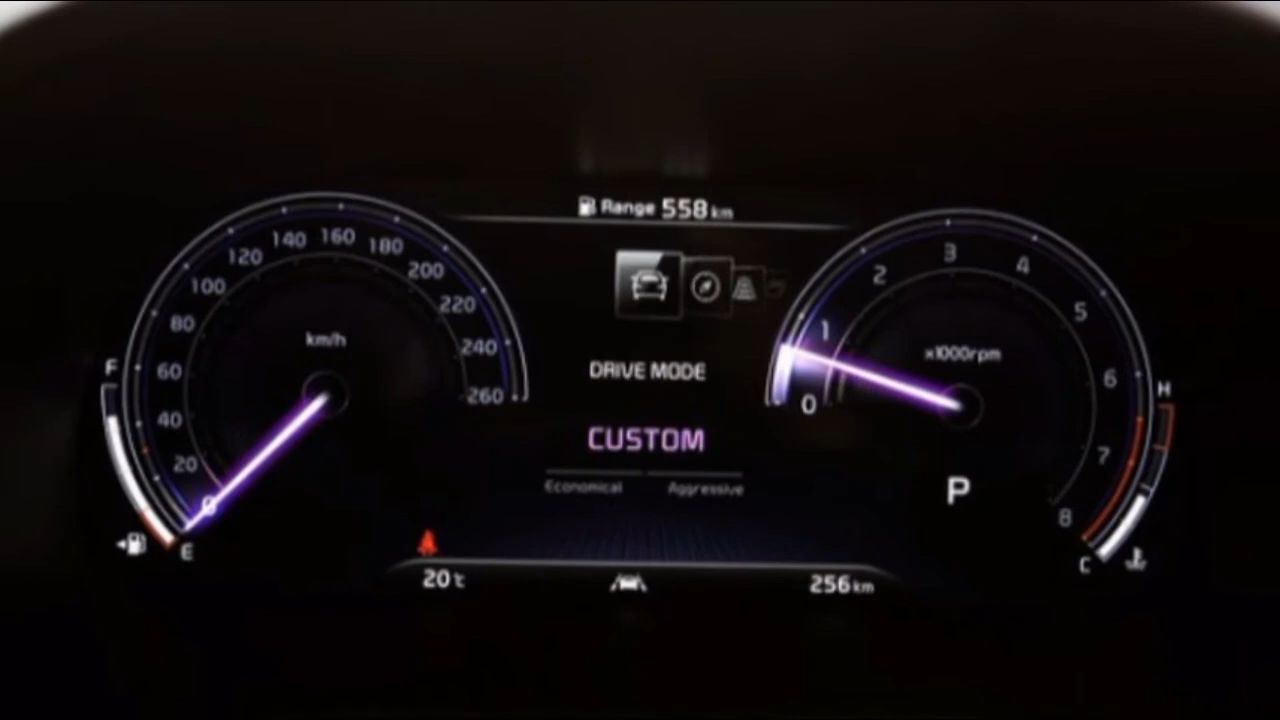 Range 558 km
0 20 40 60 80 100 120 140 160 180 200 220 240 260
km/h
F
E
DRIVE MODE
CUSTOM
Economical Aggressive
0 1 2 3 4 5 6 7 8
x1000rpm
P
H
C
20℃
256 km